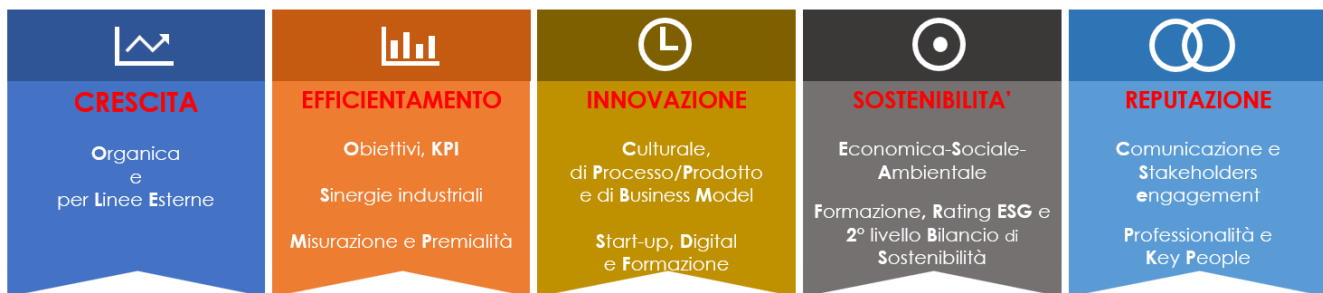 CRESCITA
Organica
e
per Linee Esterne
EFFICIENTAMENTO
Obiettivi, KPI
Sinergie industriali
Misurazione e Premialità
INNOVAZIONE
Culturale,
di Processo/Prodotto
e di Business Model
Start-up, Digital
e Formazione
SOSTENIBILITA’
Economica-Sociale-
Ambientale
Formazione, Rating ESG e
2° livello Bilancio di
Sostenibilità
REPUTAZIONE
Comunicazione e
Stakeholders
engagement
Professionalità e
Key People